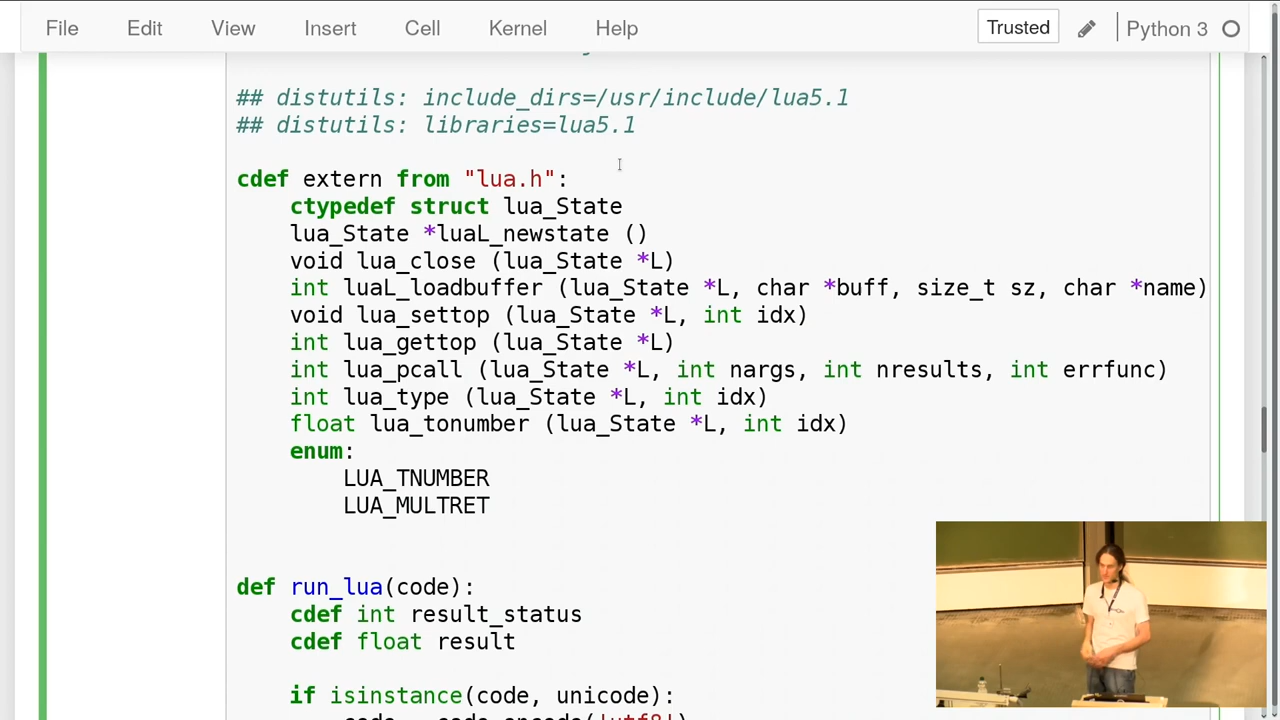 File Edit View Insert Cell Kernel Help Trusted Python 3
## distutils: include_dirs=/usr/include/lua5.1
## distutils: libraries=lua5.1
cdef extern from "lua.h":
    ctypedef struct lua_State
    lua_State *luaL_newstate ()
    void lua_close (lua_State *L)
    int luaL_loadbuffer (lua_State *L, char *buff, size_t sz, char *name)
    void lua_settop (lua_State *L, int idx)
    int lua_gettop (lua_State *L)
    int lua_pcall (lua_State *L, int nargs, int nresults, int errfunc)
    int lua_type (lua_State *L, int idx)
    float lua_tonumber (lua_State *L, int idx)
    enum:
        LUA_TNUMBER
        LUA_MULTRET
def run_lua(code):
    cdef int result_status
    cdef float result
    if isinstance(code, unicode):
        code = code.encode('utf8')